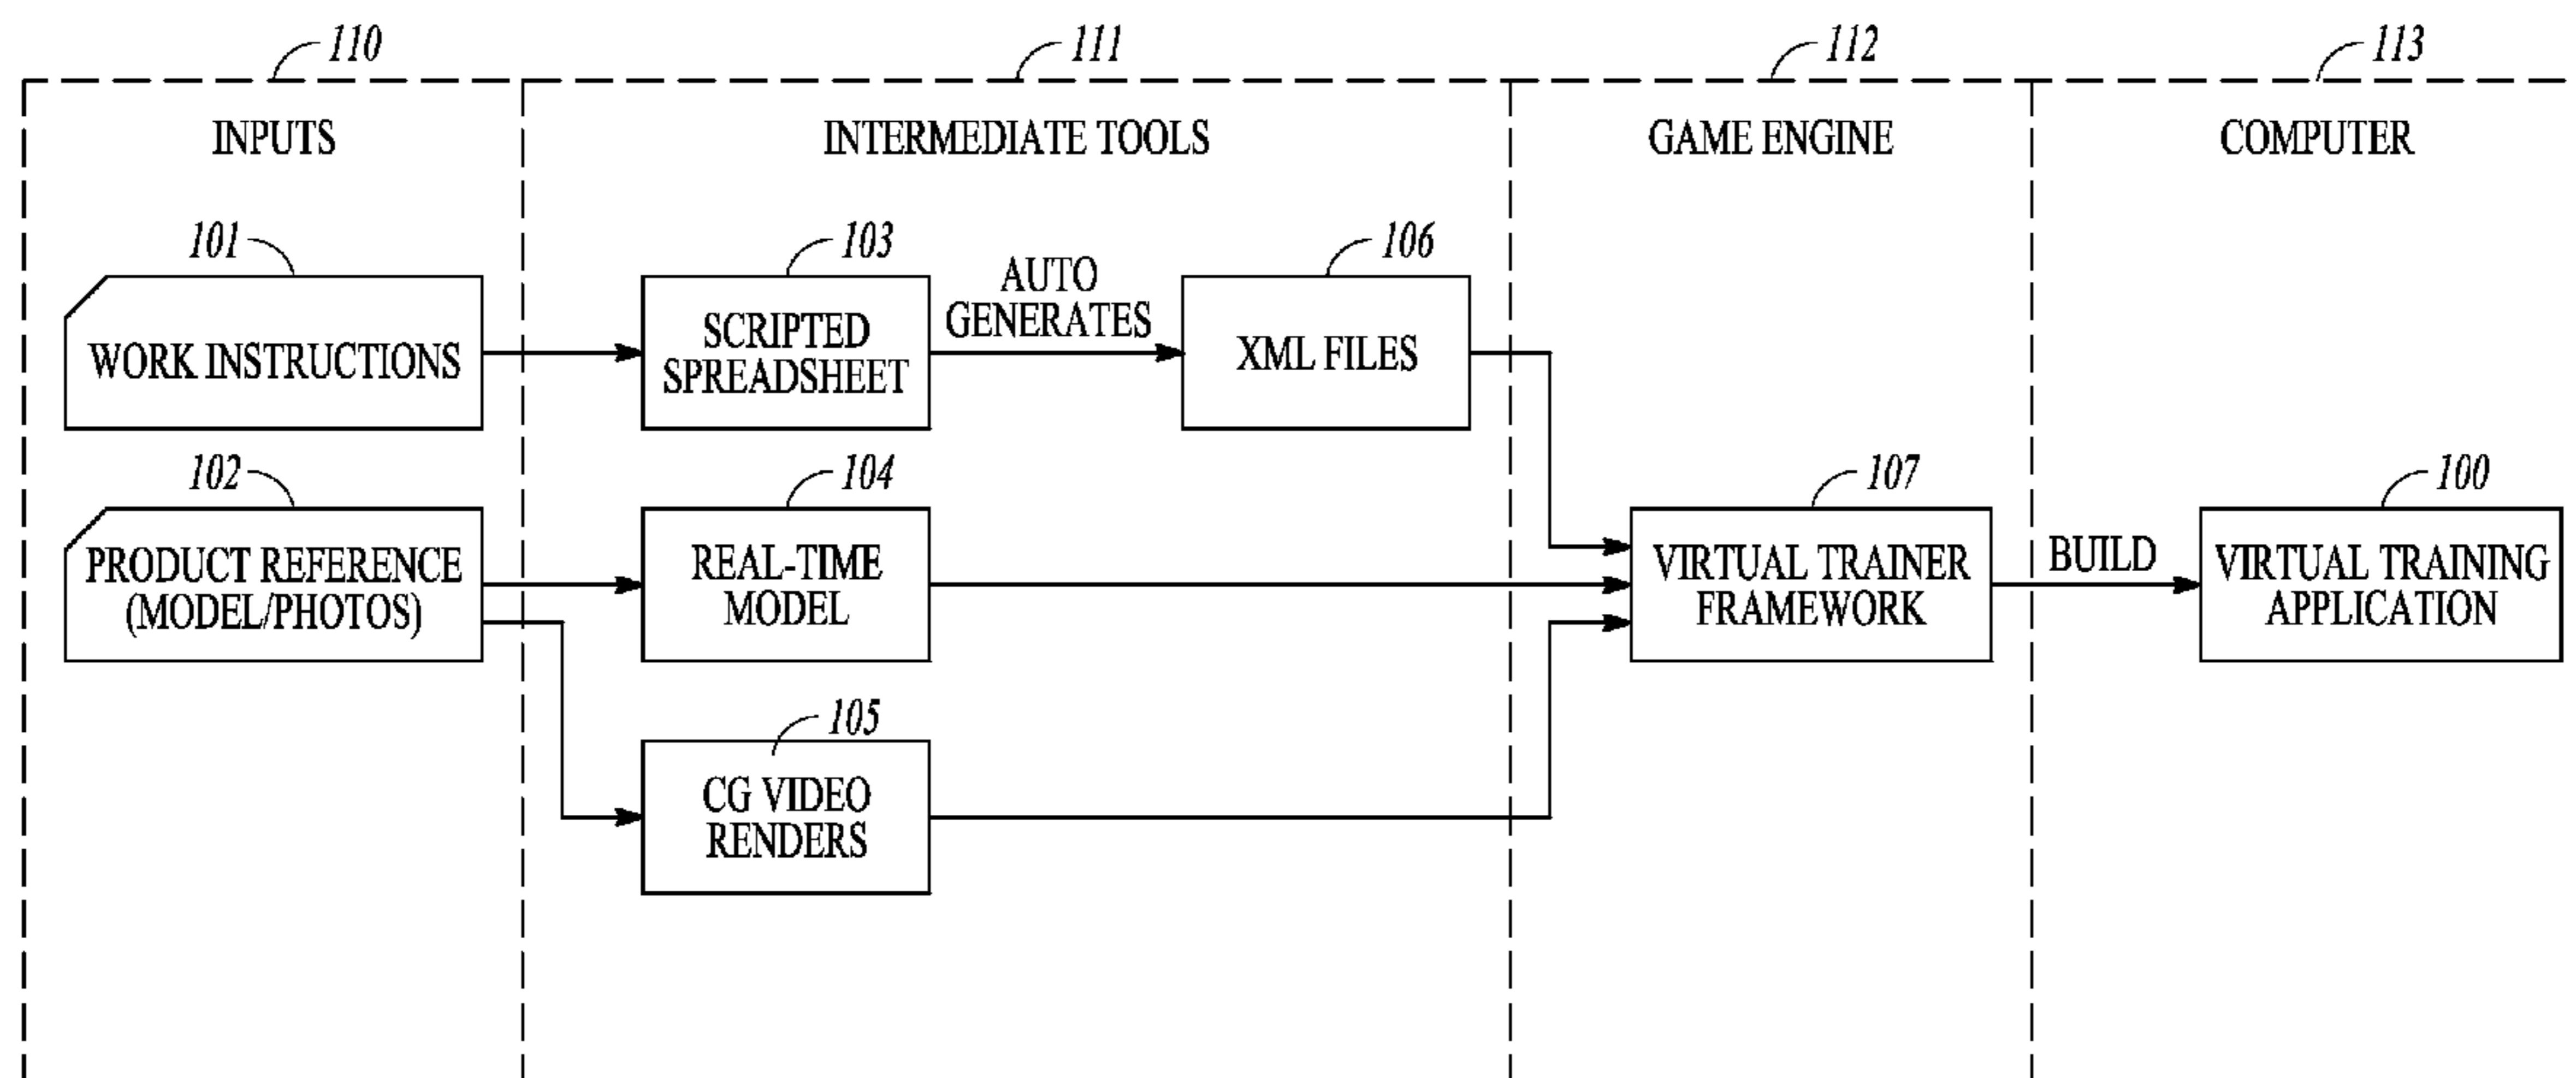 110
111
112
113
INPUTS
INTERMEDIATE TOOLS
GAME ENGINE
COMPUTER
101
103
106
AUTO
GENERATES
WORK INSTRUCTIONS
SCRIPTED
SPREADSHEET
XML FILES
102
104
107
100
PRODUCT REFERENCE
(MODEL/PHOTOS)
REAL-TIME
MODEL
VIRTUAL TRAINER
FRAMEWORK
BUILD
VIRTUAL TRAINING
APPLICATION
105
CG VIDEO
RENDERS